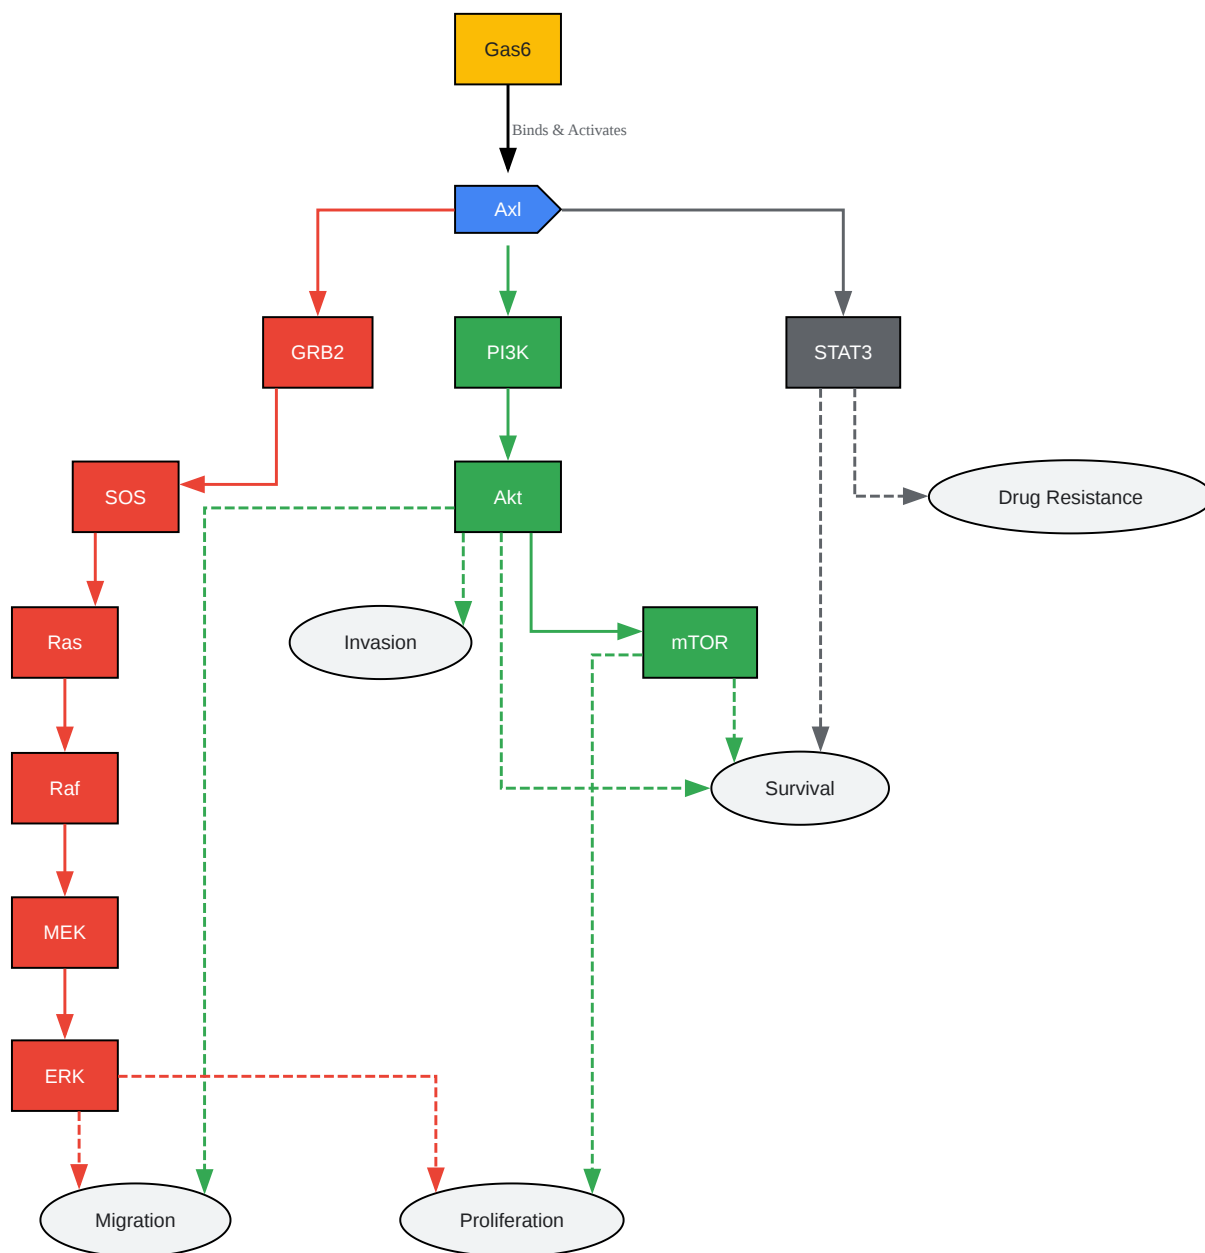 Gas6
Binds & Activates
Axl
GRB2
PI3K
STAT3
SOS
Akt
Drug Resistance
Ras
Invasion
mTOR
Raf
Survival
MEK
ERK
Migration
Proliferation